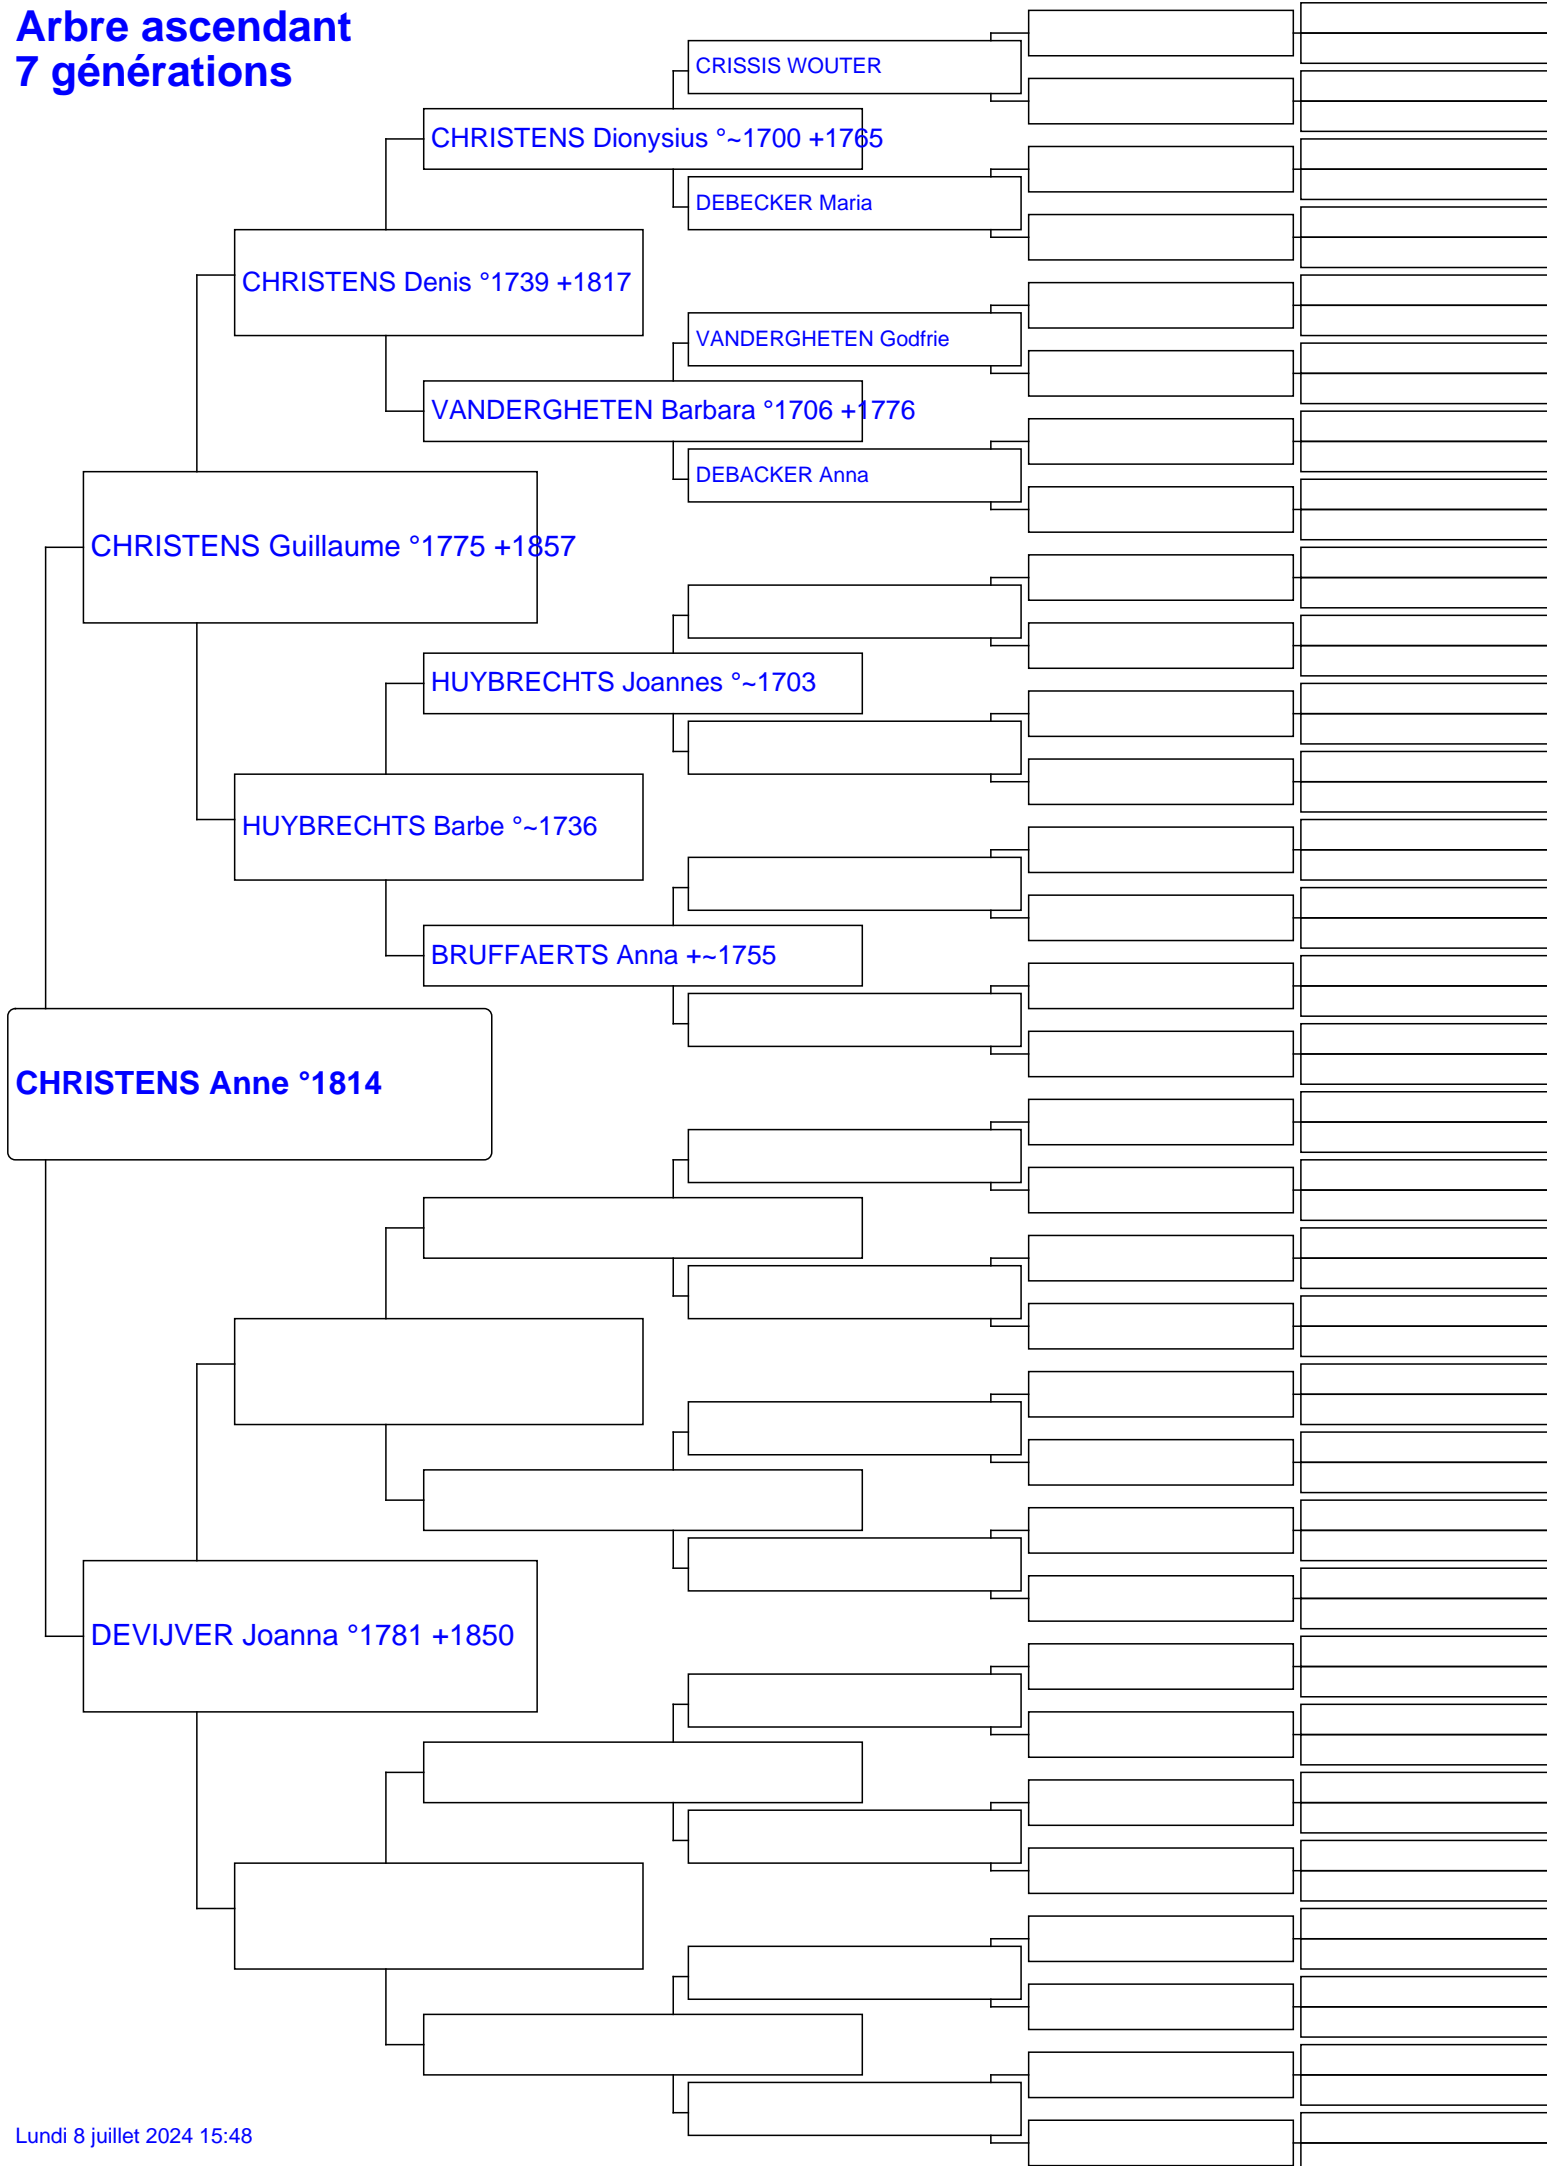 Arbre ascendant
7 générations
CRISSIS WOUTER
CHRISTENS Dionysius °~1700 +1765
DEBECKER Maria
CHRISTENS Denis °1739 +1817
VANDERGHETEN Godfrie
VANDERGHETEN Barbara °1706 +1776
DEBACKER Anna
CHRISTENS Guillaume °1775 +1857
HUYBRECHTS Joannes °~1703
HUYBRECHTS Barbe °~1736
BRUFFAERTS Anna +~1755
CHRISTENS Anne °1814
DEVIJVER Joanna °1781 +1850
Lundi 8 juillet 2024 15:48